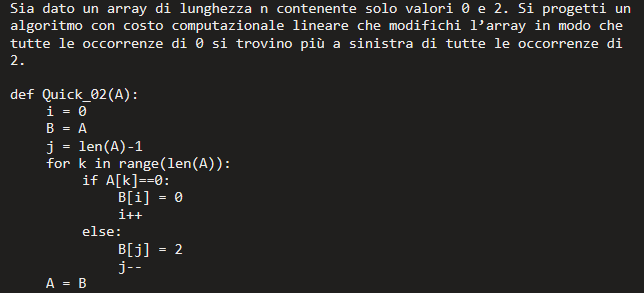 Sia dato un array di lunghezza n contenente solo valori 0 e 2. Si progetti un
algoritmo con costo computazionale lineare che modifichi l’array in modo che
tutte le occorrenze di 0 si trovino più a sinistra di tutte le occorrenze di
2.
def Quick_02(A):
    i = 0
    B = A
    j = len(A)-1
    for k in range(len(A)):
        if A[k]==0:
            B[i] = 0
            i++
        else:
            B[j] = 2
            j--
    A = B